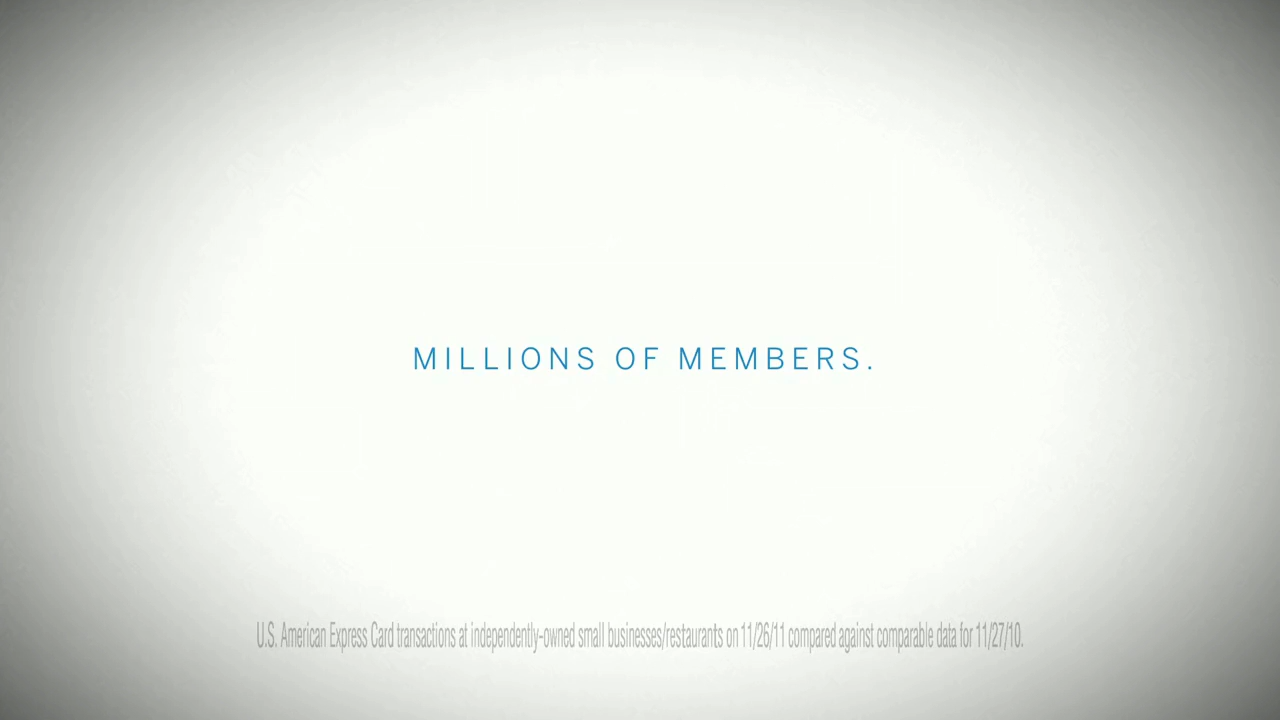 MILLIONS OF MEMBERS.
U.S. American Express Card transactions at independently-owned small businesses/restaurants on 11/26/11 compared against comparable data for 11/27/10.